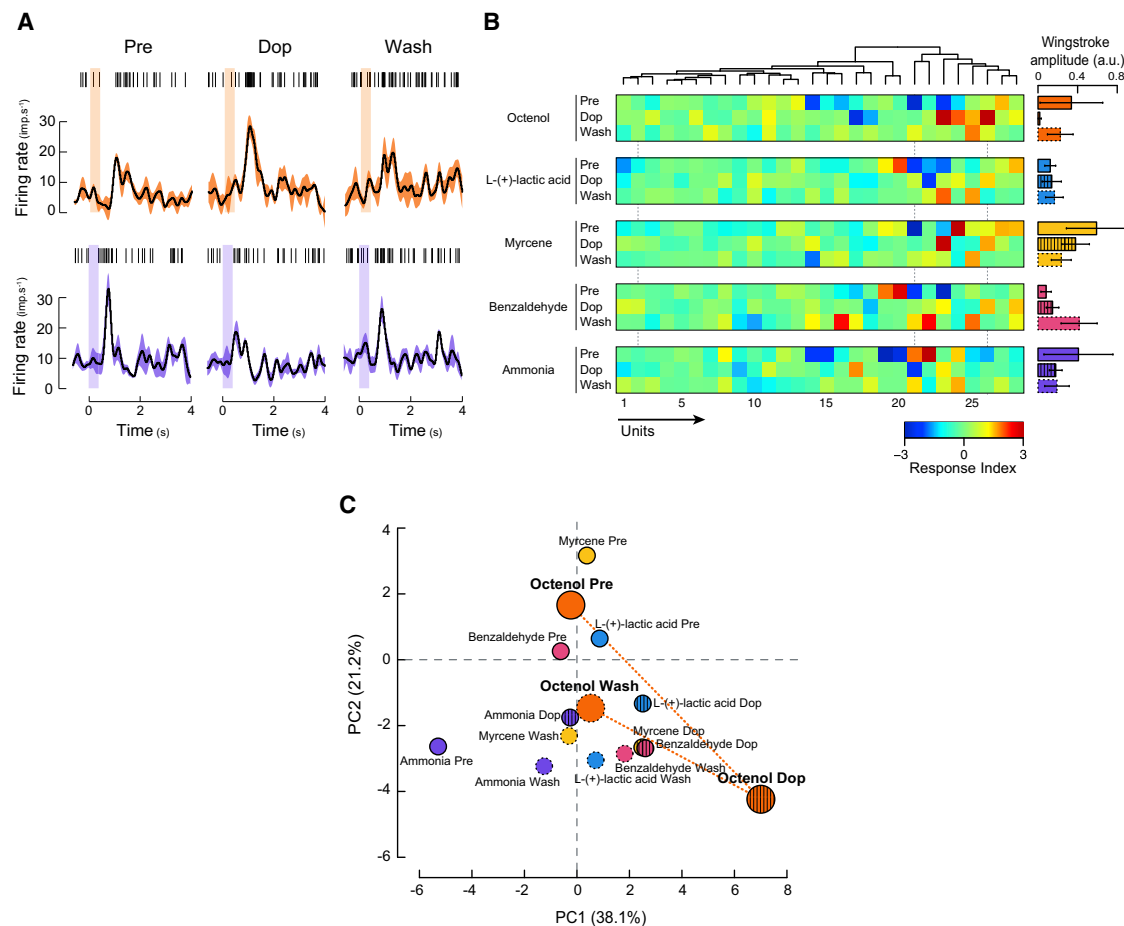 A
Pre Dop Wash
Firing rate (imp.s⁻¹)
30
20
10
0
Firing rate (imp.s⁻¹)
30
20
10
0
0 2 4 0 2 4 0 2 4
Time (s) Time (s) Time (s)
B
Wingstroke
amplitude (a.u.)
0 0.4 0.8
Octenol
Pre
Dop
Wash
L-(+)-lactic acid
Pre
Dop
Wash
Myrcene
Pre
Dop
Wash
Benzaldehyde
Pre
Dop
Wash
Ammonia
Pre
Dop
Wash
1 5 10 15 20 25
Units
−3 0 3
Response Index
C
PC2 (21.2%)
4
2
0
-2
-4
-6
Myrcene Pre
Octenol Pre
L-(+)-lactic acid Pre
Benzaldehyde Pre
Octenol Wash
L-(+)-lactic acid Dop
Ammonia Dop
Myrcene Wash
Myrcene Dop
Benzaldehyde Dop
Ammonia Pre
Benzaldehyde Wash
Ammonia Wash
L-(+)-lactic acid Wash
Octenol Dop
-6 -4 -2 0 2 4 6 8
PC1 (38.1%)